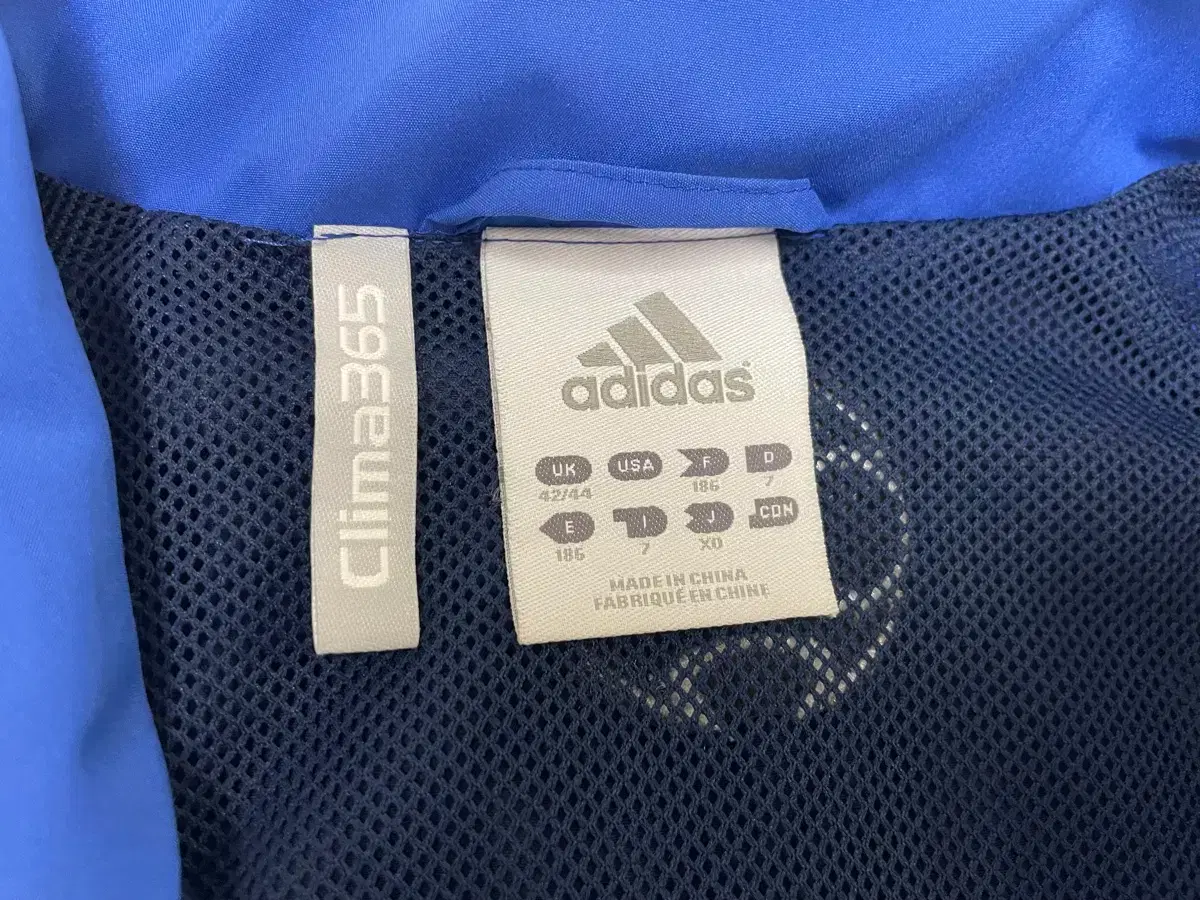 Clima365
adidas
UK USA F D
42/44 186 7
E I J CDN
186 7 XO
MADE IN CHINA
FABRIQUÉ EN CHINE